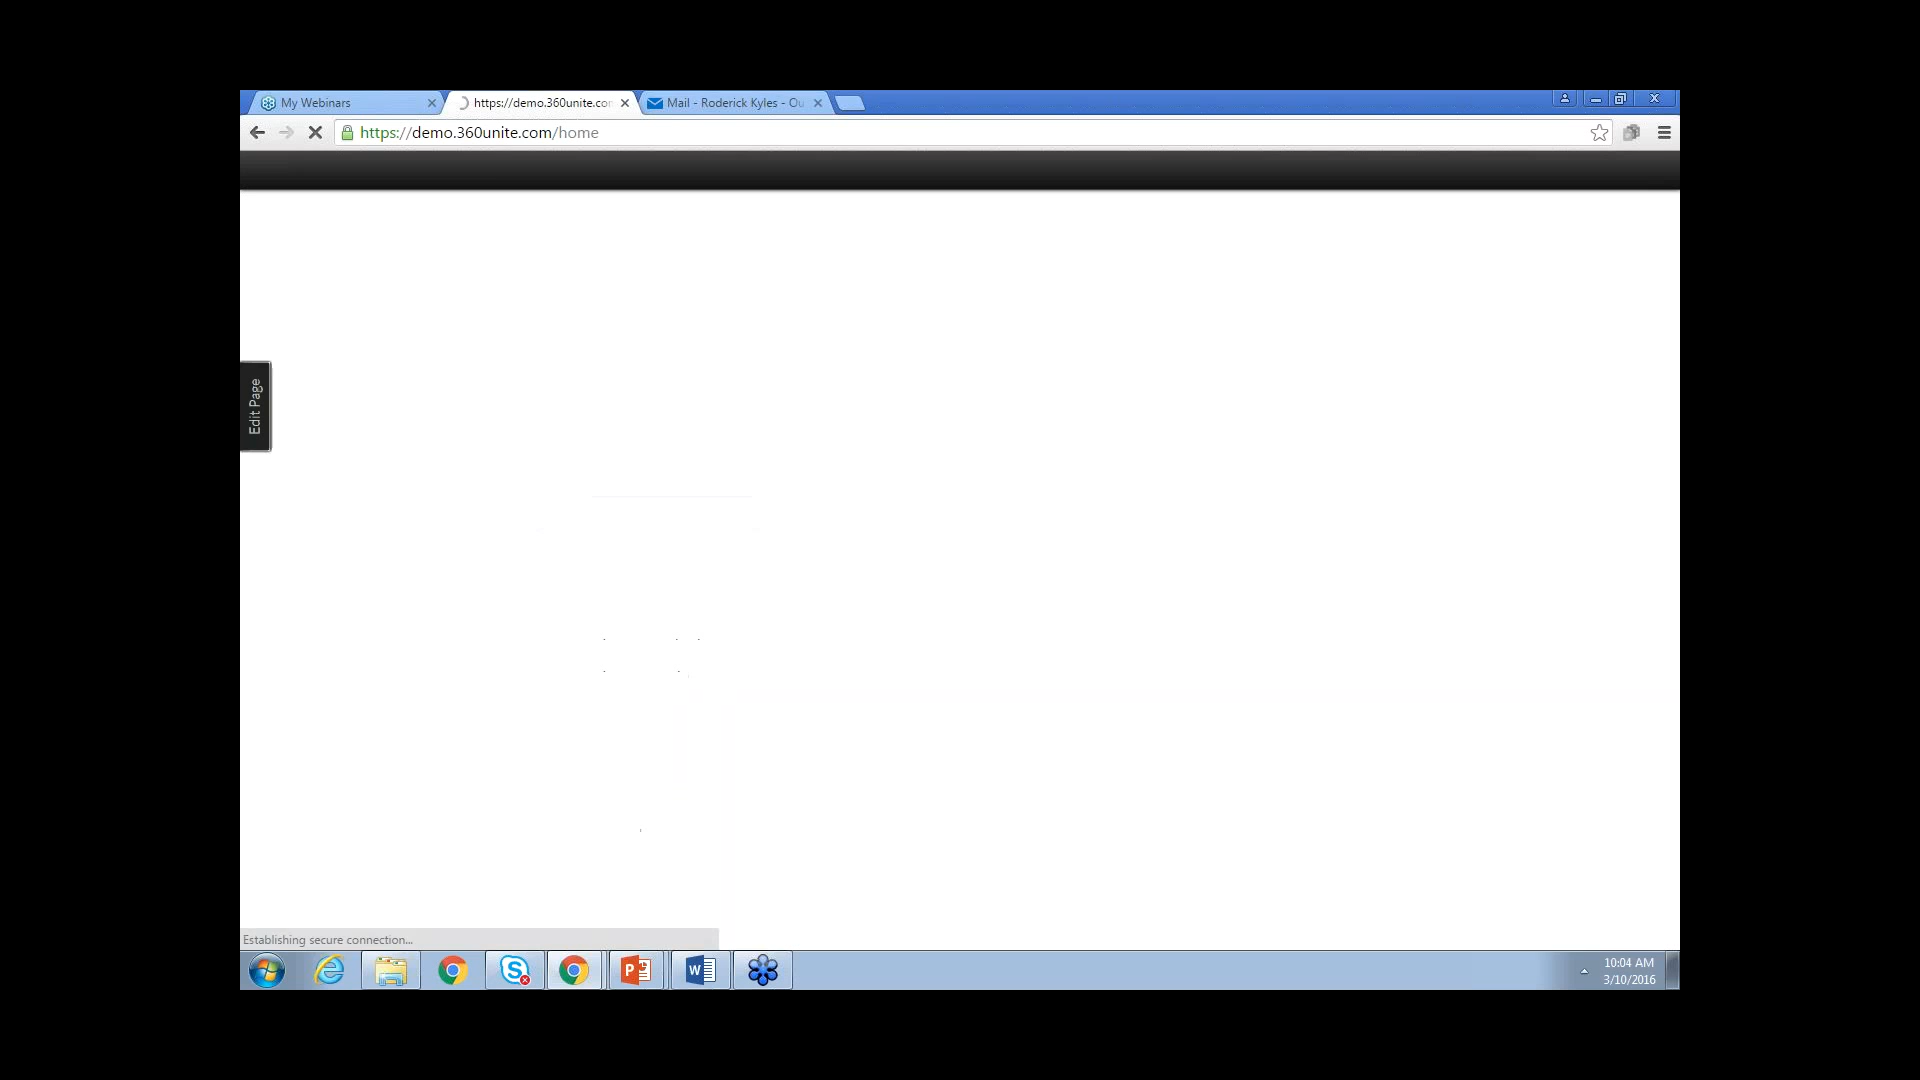 My Webinars
https://demo.360unite.cor
Mail - Roderick Kyles - Ou
https://demo.360unite.com/home
Edit Page
Establishing secure connection...
10:04 AM
3/10/2016